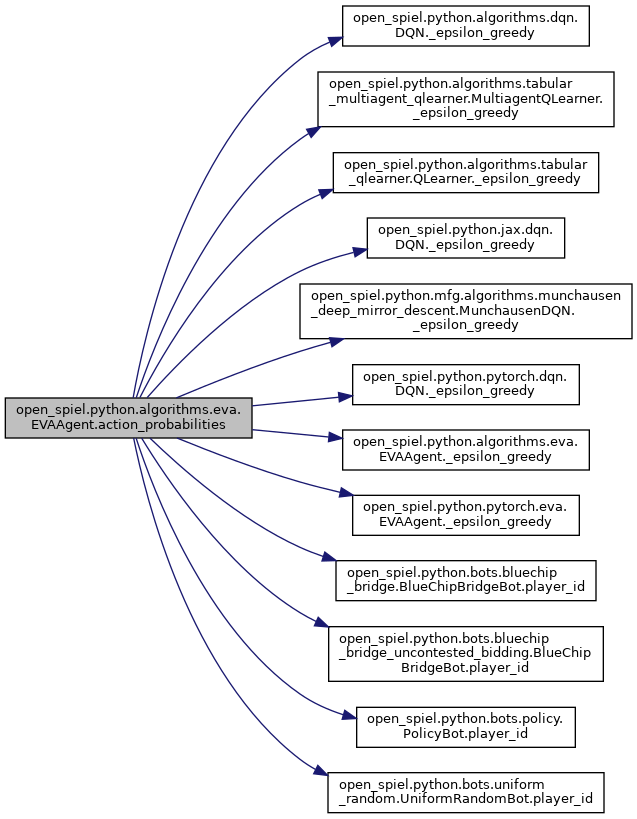 open_spiel.python.algorithms.dqn.
DQN._epsilon_greedy
open_spiel.python.algorithms.tabular
_multiagent_qlearner.MultiagentQLearner.
_epsilon_greedy
open_spiel.python.algorithms.tabular
_qlearner.QLearner._epsilon_greedy
open_spiel.python.jax.dqn.
DQN._epsilon_greedy
open_spiel.python.mfg.algorithms.munchausen
_deep_mirror_descent.MunchausenDQN.
_epsilon_greedy
open_spiel.python.pytorch.dqn.
DQN._epsilon_greedy
open_spiel.python.algorithms.eva.
EVAAgent.action_probabilities
open_spiel.python.algorithms.eva.
EVAAgent._epsilon_greedy
open_spiel.python.pytorch.eva.
EVAAgent._epsilon_greedy
open_spiel.python.bots.bluechip
_bridge.BlueChipBridgeBot.player_id
open_spiel.python.bots.bluechip
_bridge_uncontested_bidding.BlueChip
BridgeBot.player_id
open_spiel.python.bots.policy.
PolicyBot.player_id
open_spiel.python.bots.uniform
_random.UniformRandomBot.player_id